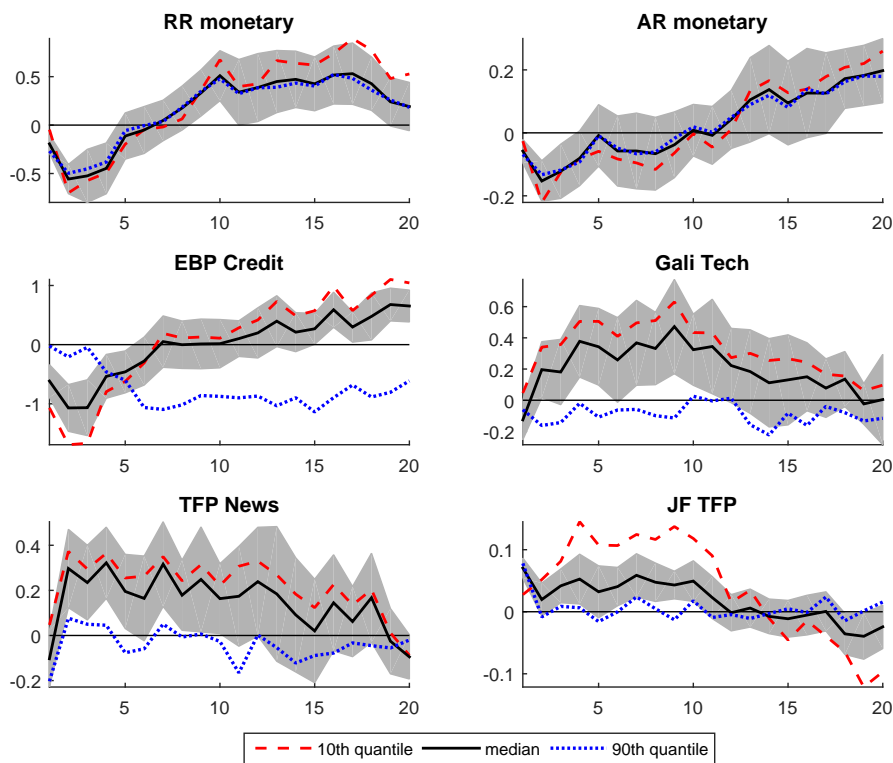 RR monetary
0.5
0
-0.5
5 10 15 20
AR monetary
0.2
0
-0.2
5 10 15 20
EBP Credit
1
0
-1
5 10 15 20
Gali Tech
0.6
0.4
0.2
0
-0.2
5 10 15 20
TFP News
0.4
0.2
0
-0.2
5 10 15 20
JF TFP
0.1
0
-0.1
5 10 15 20
10th quantile median 90th quantile